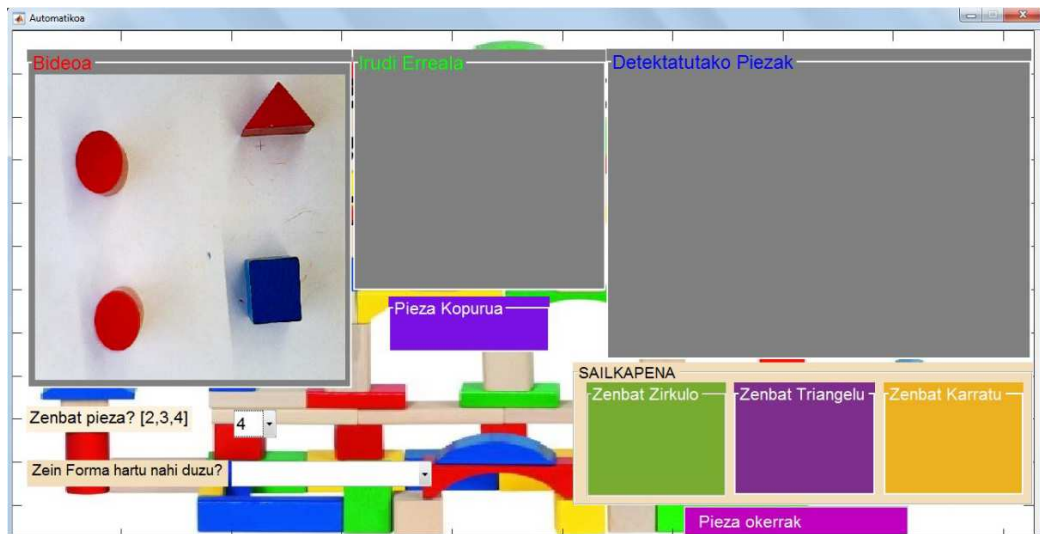 Automatikoa
Bideoa
Irudi Erreala
Detektatutako Piezak
Pieza Kopurua
SAILKAPENA
Zenbat Zirkulo
Zenbat Triangelu
Zenbat Karratu
Zenbat pieza? [2,3,4]
4
Zein Forma hartu nahi duzu?
Pieza okerrak